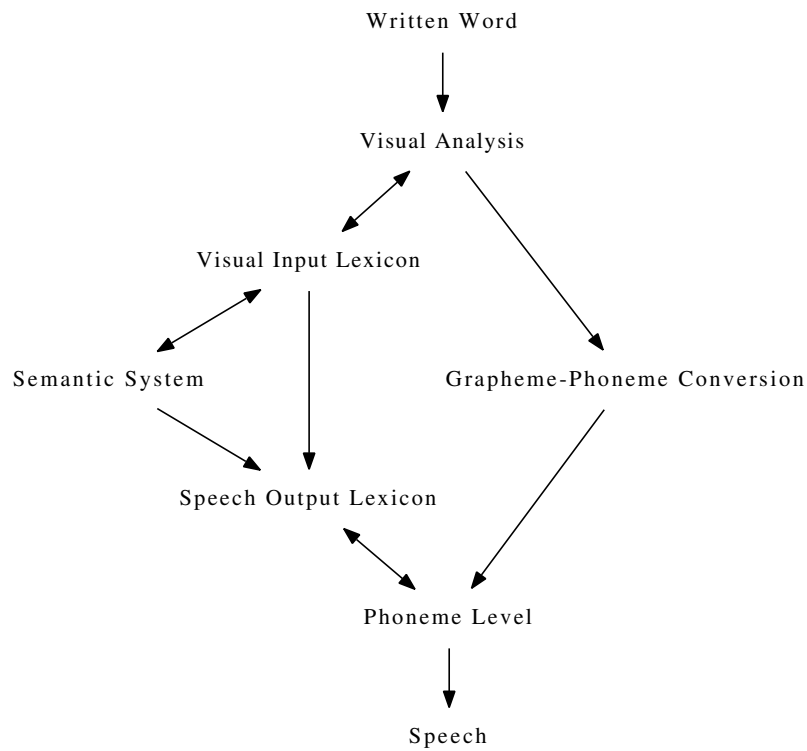 Written Word
Visual Analysis
Visual Input Lexicon
Semantic System
Grapheme-Phoneme Conversion
Speech Output Lexicon
Phoneme Level
Speech